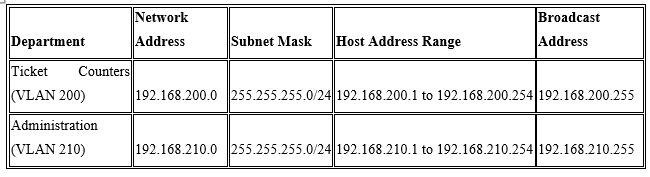 Department Network Address Subnet Mask Host Address Range Broadcast Address
Ticket Counters (VLAN 200) 192.168.200.0 255.255.255.0/24 192.168.200.1 to 192.168.200.254 192.168.200.255
Administration (VLAN 210) 192.168.210.0 255.255.255.0/24 192.168.210.1 to 192.168.210.254 192.168.210.255